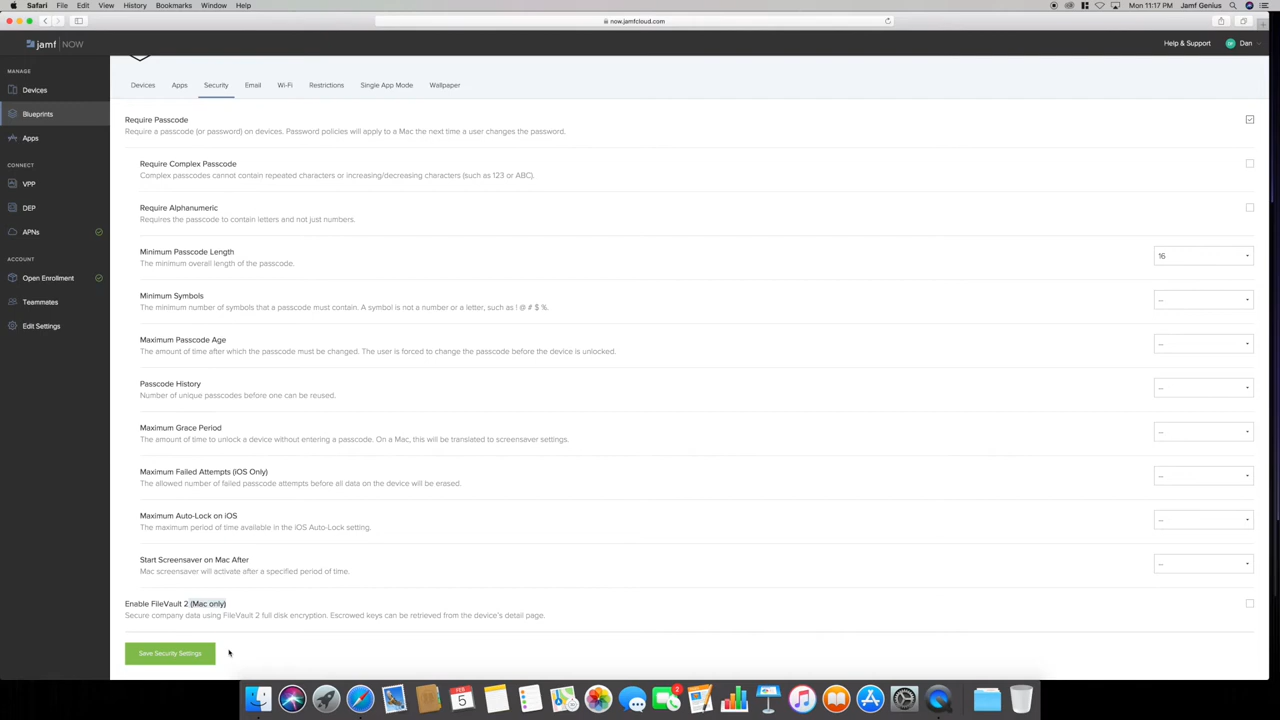 Safari File Edit View History Bookmarks Window Help
Mon 11:17 PM Jamf Genius
now.jamfcloud.com
jamf NOW
Help & Support
Dan
MANAGE
Devices
Blueprints
Apps
CONNECT
VPP
DEP
APNs
ACCOUNT
Open Enrollment
Teammates
Edit Settings
Devices Apps Security Email Wi-Fi Restrictions Single App Mode Wallpaper
Require Passcode
Require a passcode (or password) on devices. Password policies will apply to a Mac the next time a user changes the password.
Require Complex Passcode
Complex passcodes cannot contain repeated characters or increasing/decreasing characters (such as 123 or ABC).
Require Alphanumeric
Requires the passcode to contain letters and not just numbers.
Minimum Passcode Length
The minimum overall length of the passcode.
16
Minimum Symbols
The minimum number of symbols that a passcode must contain. A symbol is not a number or a letter, such as ! @ # $ %.
--
Maximum Passcode Age
The amount of time after which the passcode must be changed. The user is forced to change the passcode before the device is unlocked.
--
Passcode History
Number of unique passcodes before one can be reused.
--
Maximum Grace Period
The amount of time to unlock a device without entering a passcode. On a Mac, this will be translated to screensaver settings.
--
Maximum Failed Attempts (iOS Only)
The allowed number of failed passcode attempts before all data on the device will be erased.
--
Maximum Auto-Lock on iOS
The maximum period of time available in the iOS Auto-Lock setting.
--
Start Screensaver on Mac After
Mac screensaver will activate after a specified period of time.
--
Enable FileVault 2 (Mac only)
Secure company data using FileVault 2 full disk encryption. Escrowed keys can be retrieved from the device's detail page.
Save Security Settings
FEB
5
2